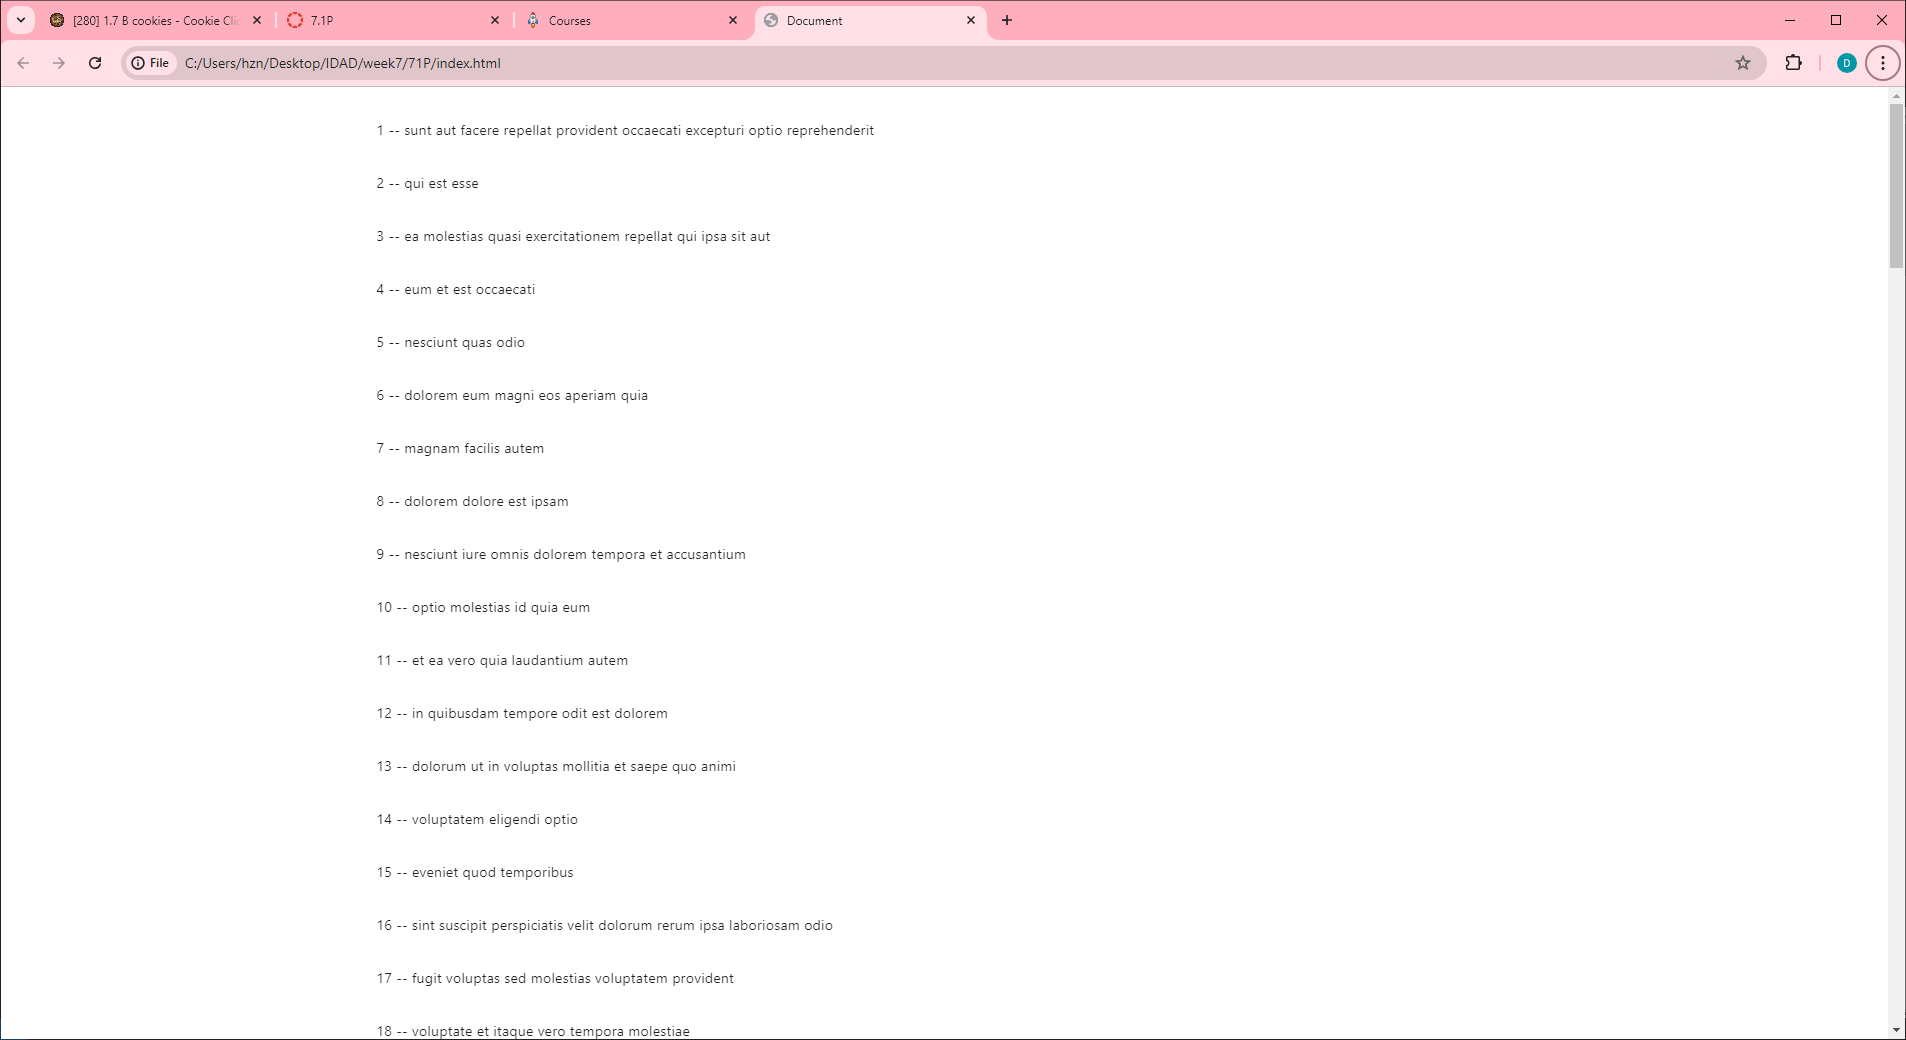 [280] 1.7 B cookies - Cookie Clic
7.1P
Courses
Document
File
C:/Users/hzn/Desktop/IDAD/week7/71P/index.html
D
1 -- sunt aut facere repellat provident occaecati excepturi optio reprehenderit
2 -- qui est esse
3 -- ea molestias quasi exercitationem repellat qui ipsa sit aut
4 -- eum et est occaecati
5 -- nesciunt quas odio
6 -- dolorem eum magni eos aperiam quia
7 -- magnam facilis autem
8 -- dolorem dolore est ipsam
9 -- nesciunt iure omnis dolorem tempora et accusantium
10 -- optio molestias id quia eum
11 -- et ea vero quia laudantium autem
12 -- in quibusdam tempore odit est dolorem
13 -- dolorum ut in voluptas mollitia et saepe quo animi
14 -- voluptatem eligendi optio
15 -- eveniet quod temporibus
16 -- sint suscipit perspiciatis velit dolorum rerum ipsa laboriosam odio
17 -- fugit voluptas sed molestias voluptatem provident
18 -- voluptate et itaque vero tempora molestiae